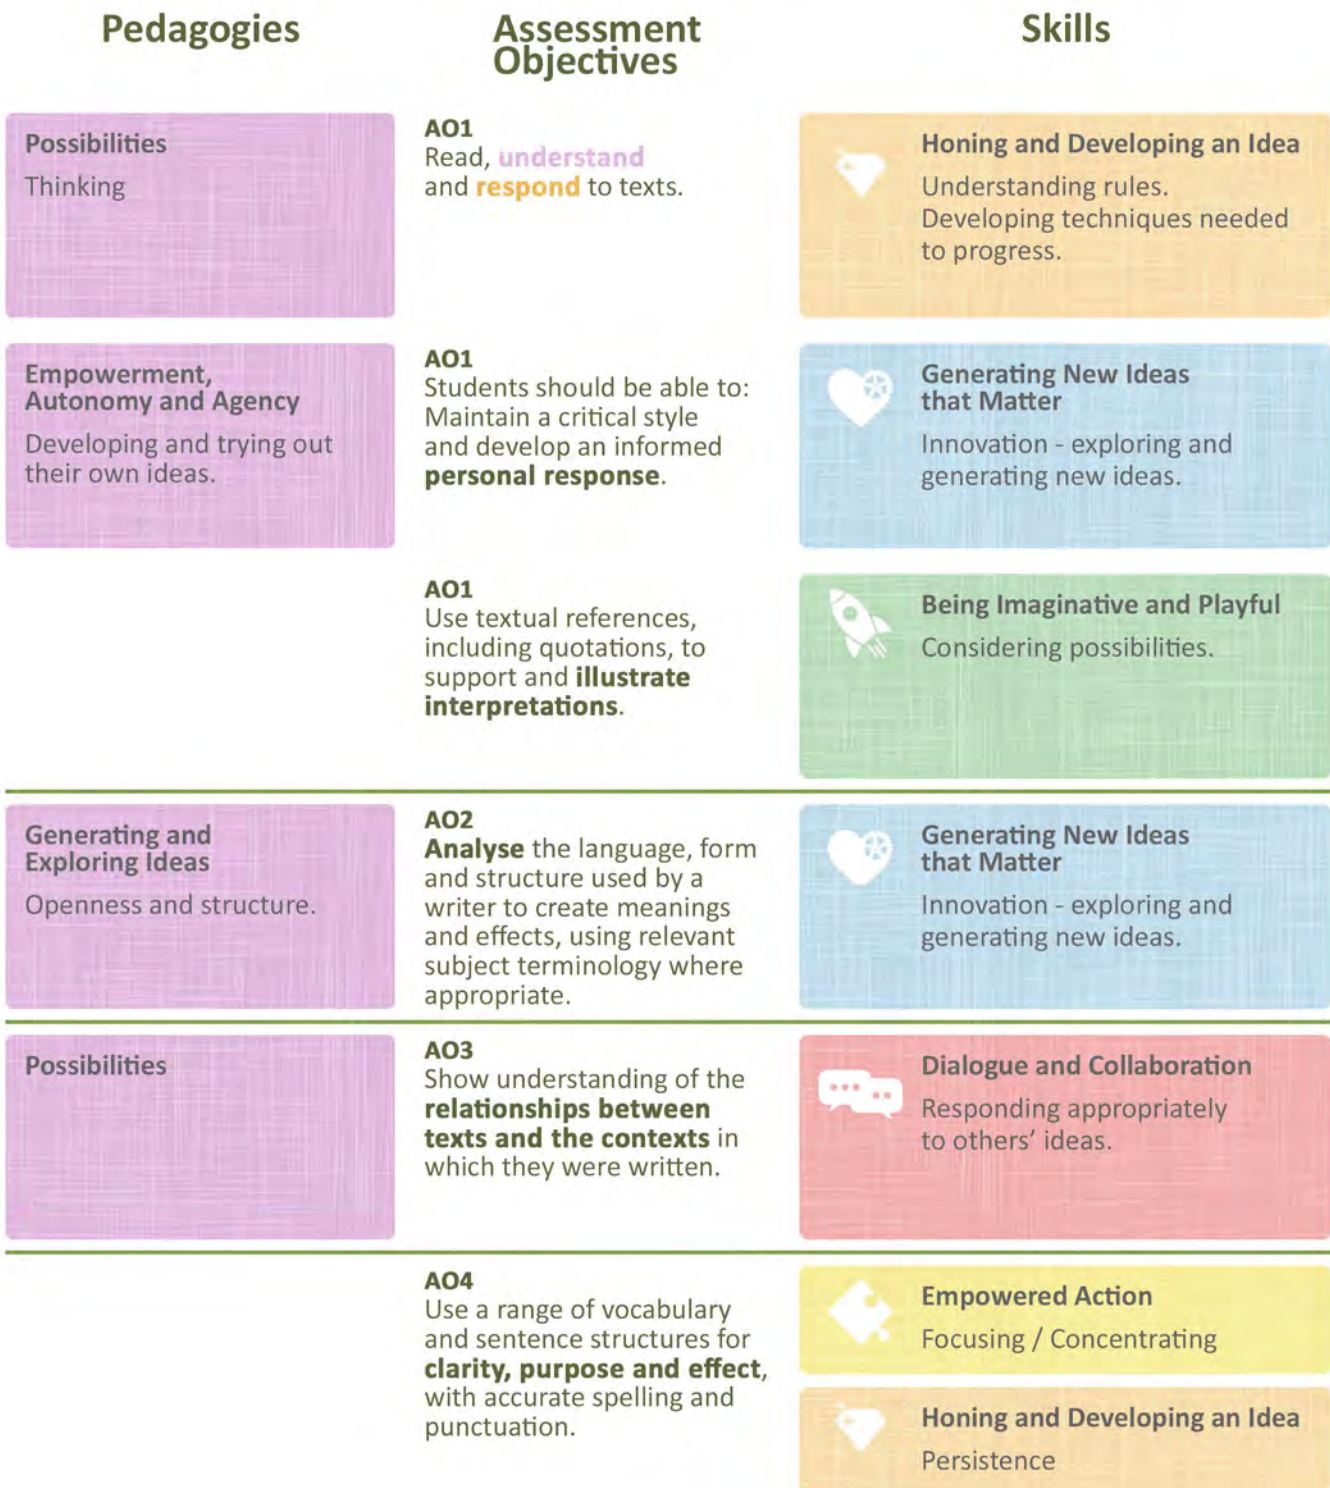 Pedagogies
Assessment
Objectives
Skills
Possibilities
Thinking
AO1
Read, understand
and respond to texts.
Honing and Developing an Idea
Understanding rules.
Developing techniques needed
to progress.
Empowerment,
Autonomy and Agency
Developing and trying out
their own ideas.
AO1
Students should be able to:
Maintain a critical style
and develop an informed
personal response.
Generating New Ideas
that Matter
Innovation - exploring and
generating new ideas.
AO1
Use textual references,
including quotations, to
support and illustrate
interpretations.
Being Imaginative and Playful
Considering possibilities.
Generating and
Exploring Ideas
Openness and structure.
AO2
Analyse the language, form
and structure used by a
writer to create meanings
and effects, using relevant
subject terminology where
appropriate.
Generating New Ideas
that Matter
Innovation - exploring and
generating new ideas.
Possibilities
AO3
Show understanding of the
relationships between
texts and the contexts in
which they were written.
Dialogue and Collaboration
Responding appropriately
to others’ ideas.
AO4
Use a range of vocabulary
and sentence structures for
clarity, purpose and effect,
with accurate spelling and
punctuation.
Empowered Action
Focusing / Concentrating
Honing and Developing an Idea
Persistence